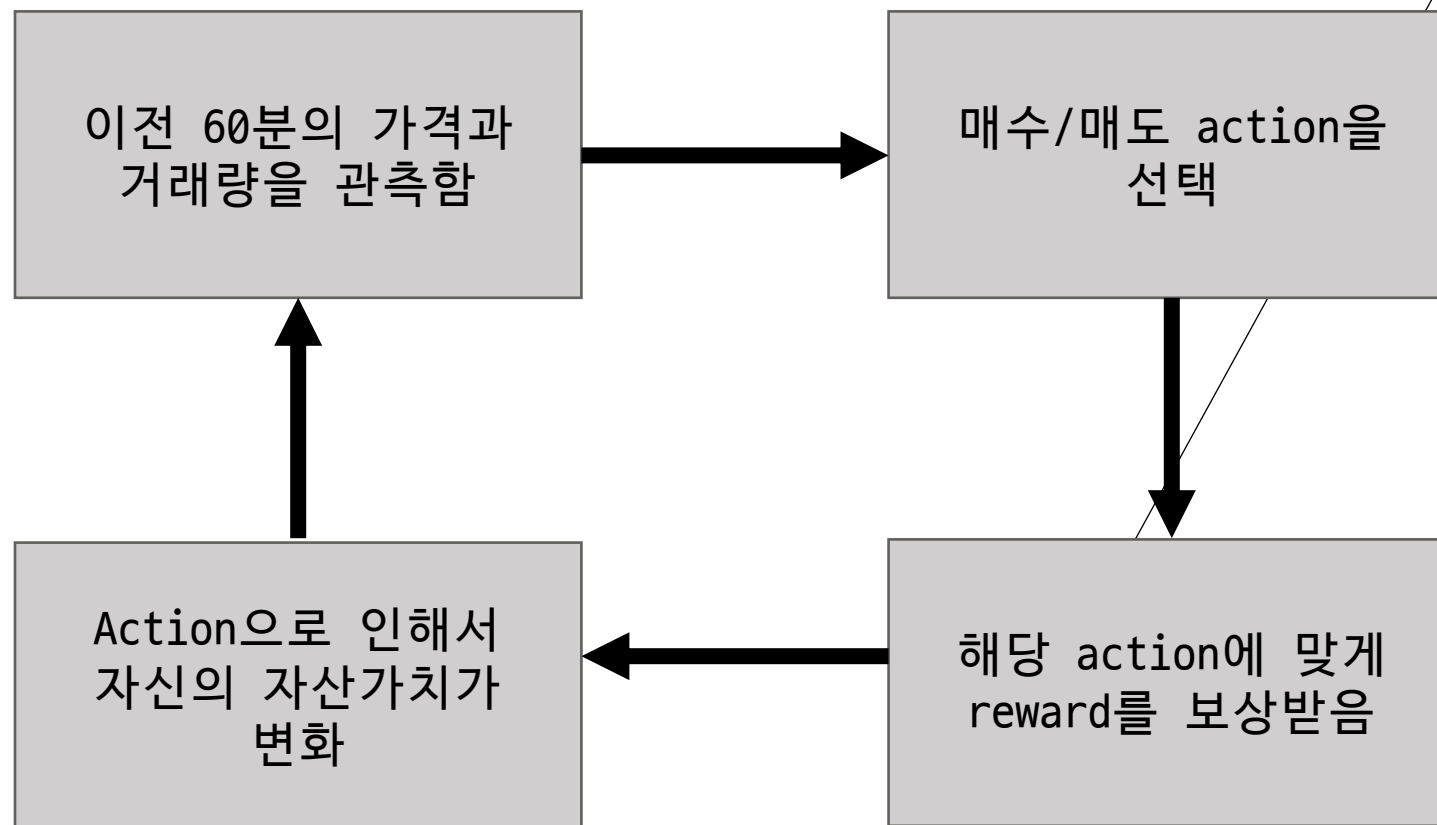 이전 60분의 가격과
거래량을 관측함
매수/매도 action을
선택
Action으로 인해서
자신의 자산가치가
변화
해당 action에 맞게
reward를 보상받음